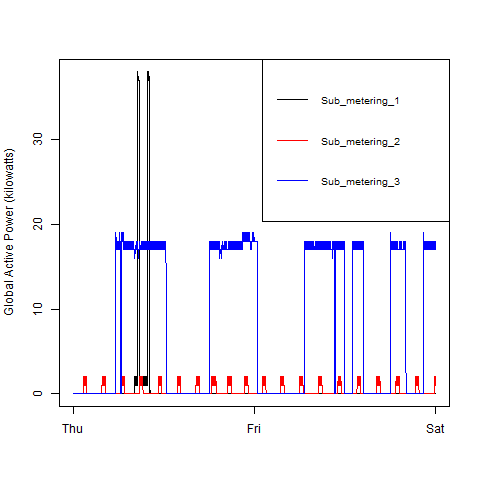 Global Active Power (kilowatts)
30
20
10
0
Sub_metering_1
Sub_metering_2
Sub_metering_3
Thu Fri Sat